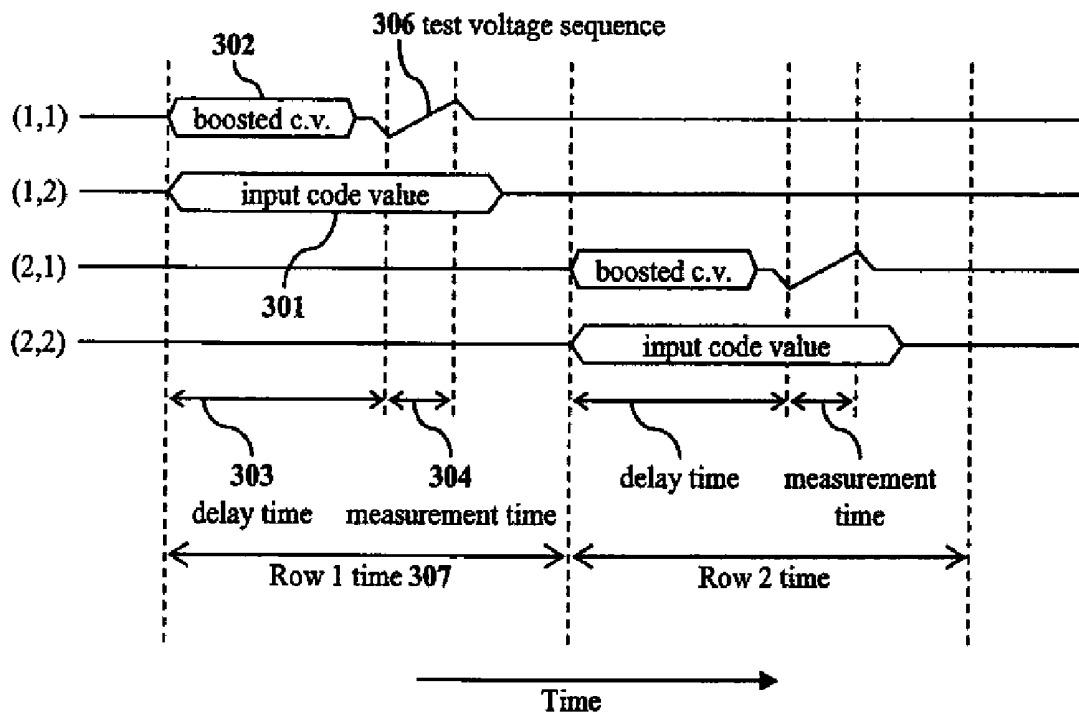 306 test voltage sequence
302
(1,1) boosted c.v.
(1,2) input code value
301
(2,1) boosted c.v.
(2,2) input code value
303
delay time
304
measurement time
delay time
measurement
time
Row 1 time 307
Row 2 time
Time